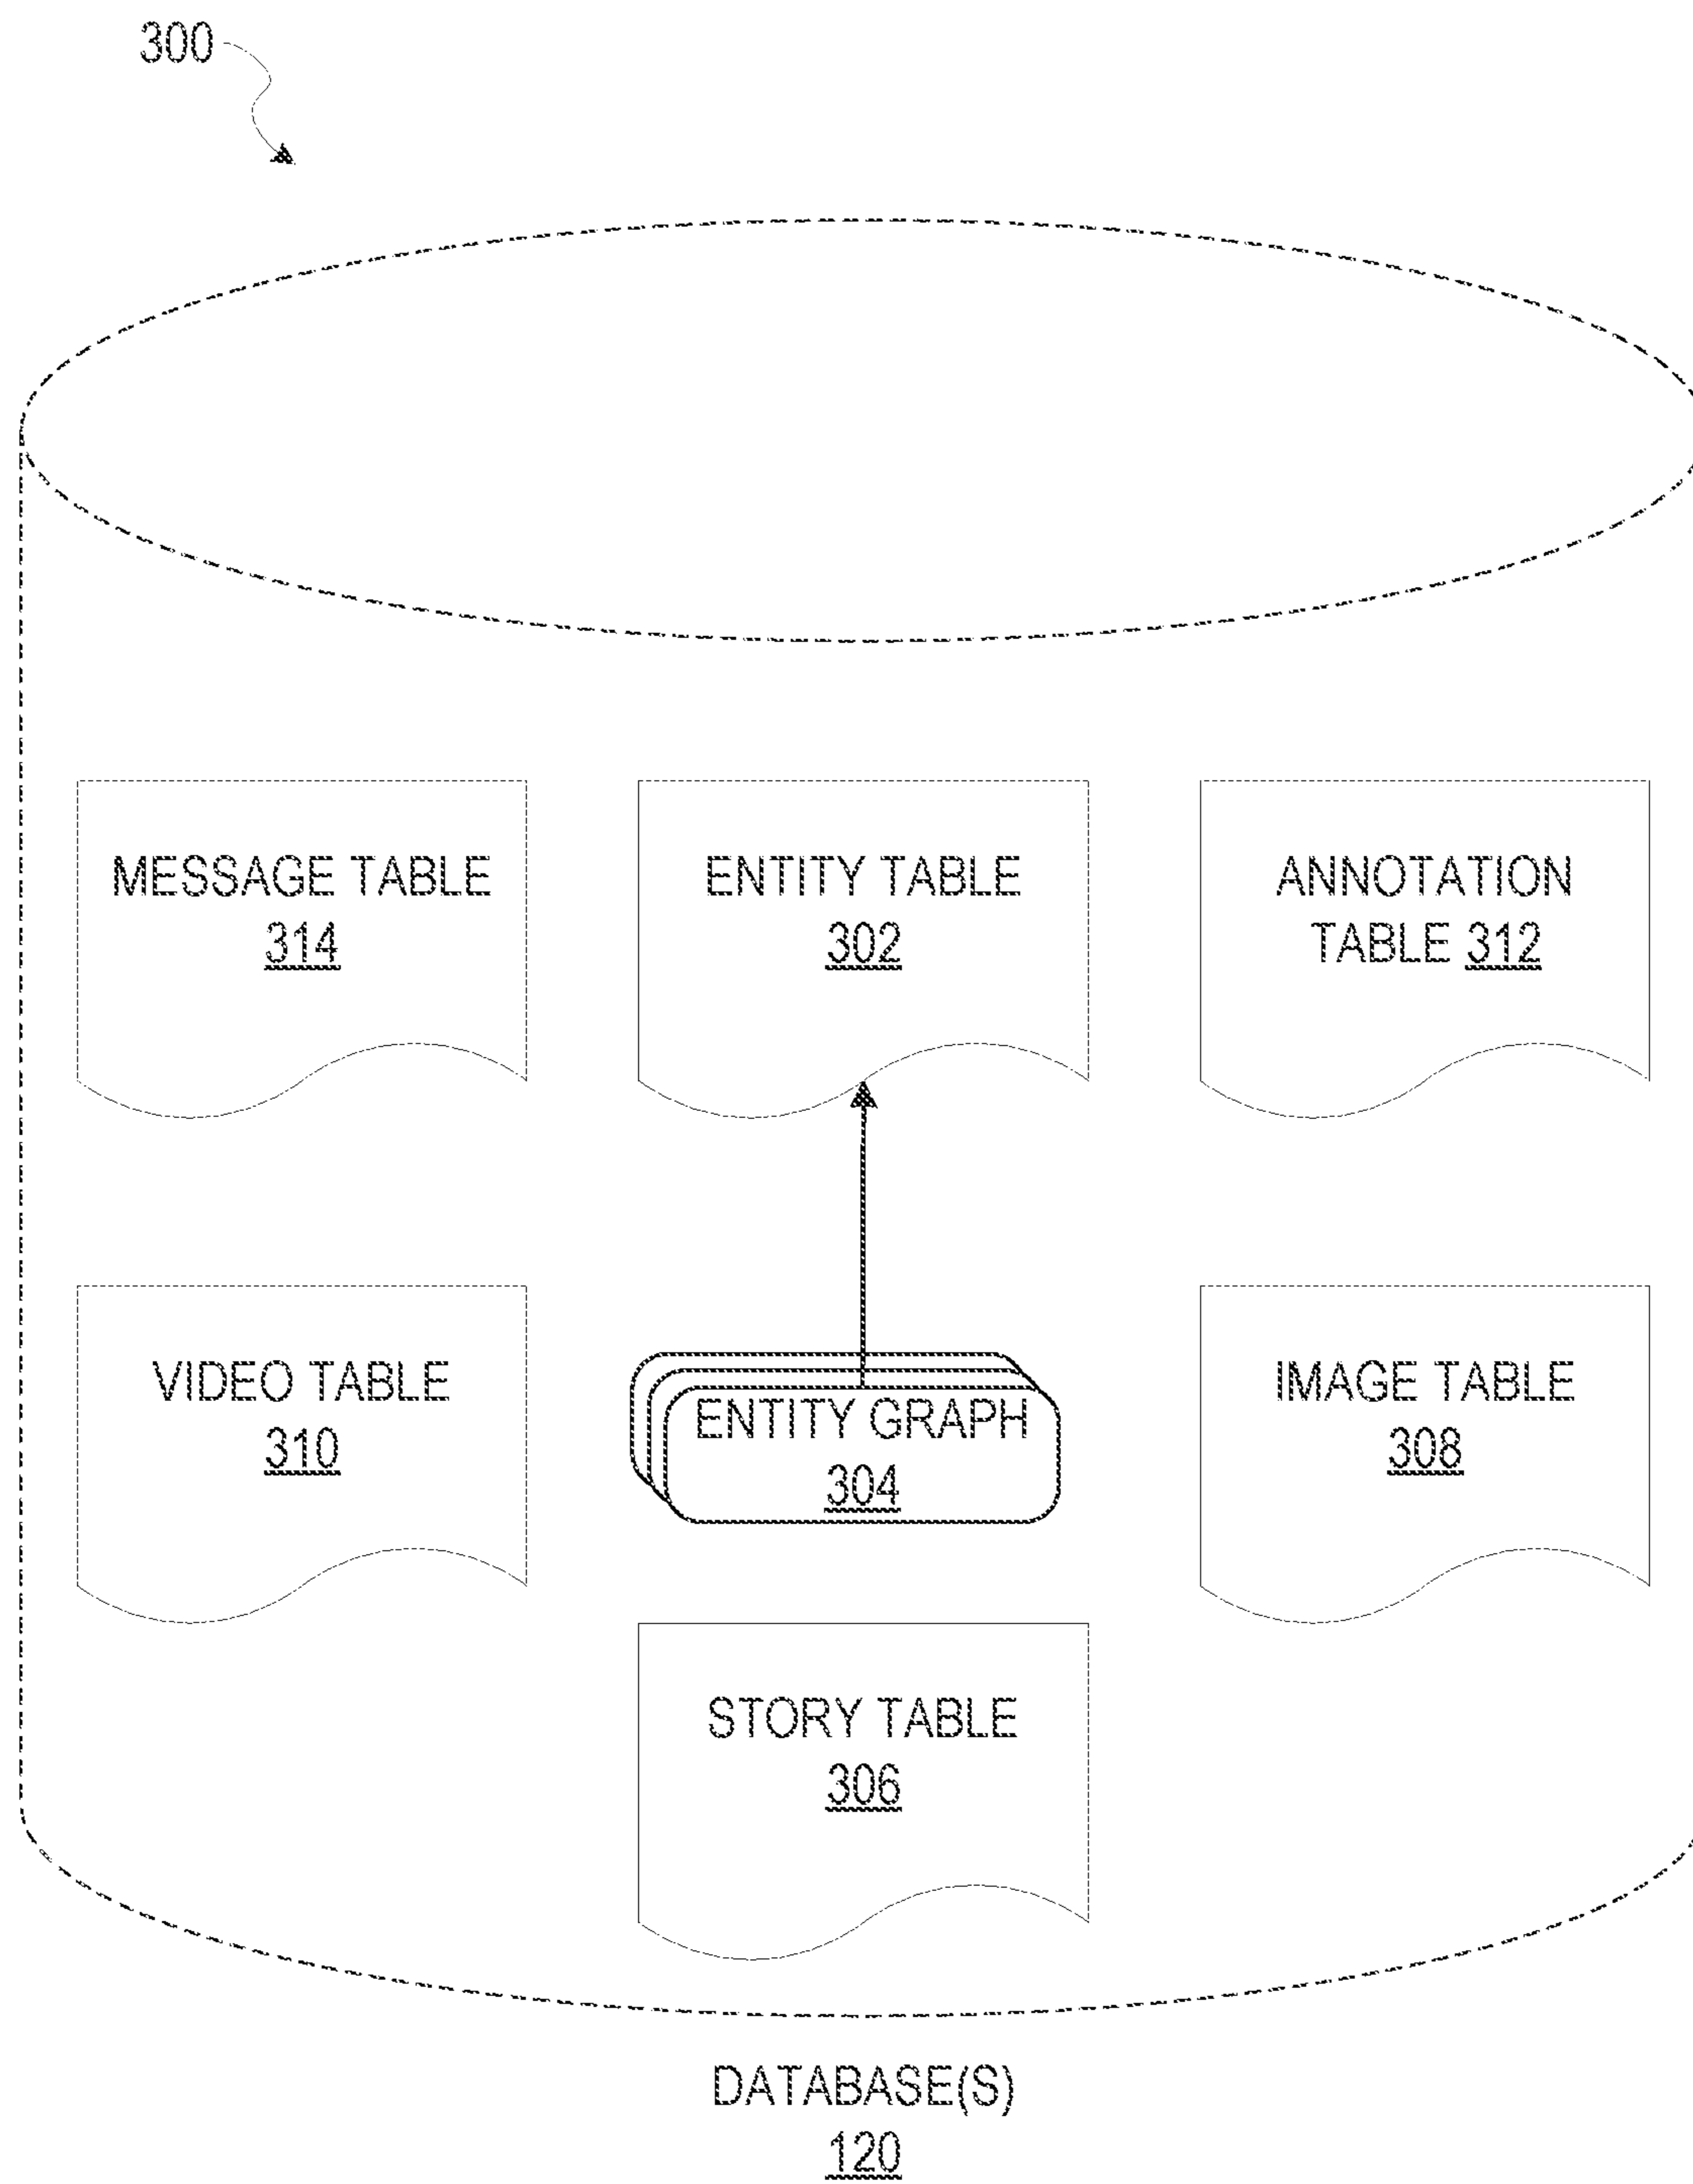 300
MESSAGE TABLE
314
ENTITY TABLE
302
ANNOTATION
TABLE 312
VIDEO TABLE
310
ENTITY GRAPH
304
IMAGE TABLE
308
STORY TABLE
306
DATABASE(S)
120